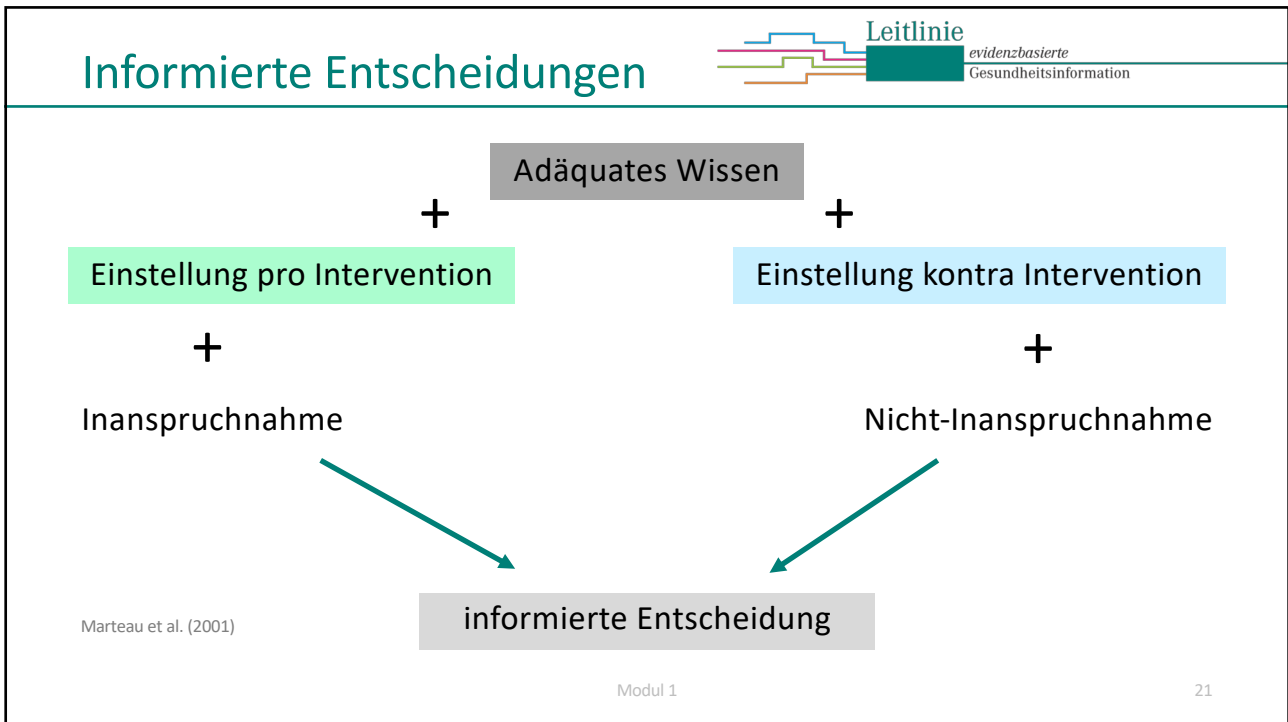 Informierte Entscheidungen
Leitlinie
evidenzbasierte
Gesundheitsinformation
Adäquates Wissen
+ +
Einstellung pro Intervention Einstellung kontra Intervention
+ +
Inanspruchnahme Nicht-Inanspruchnahme
informierte Entscheidung
Marteau et al. (2001)
Modul 1 21